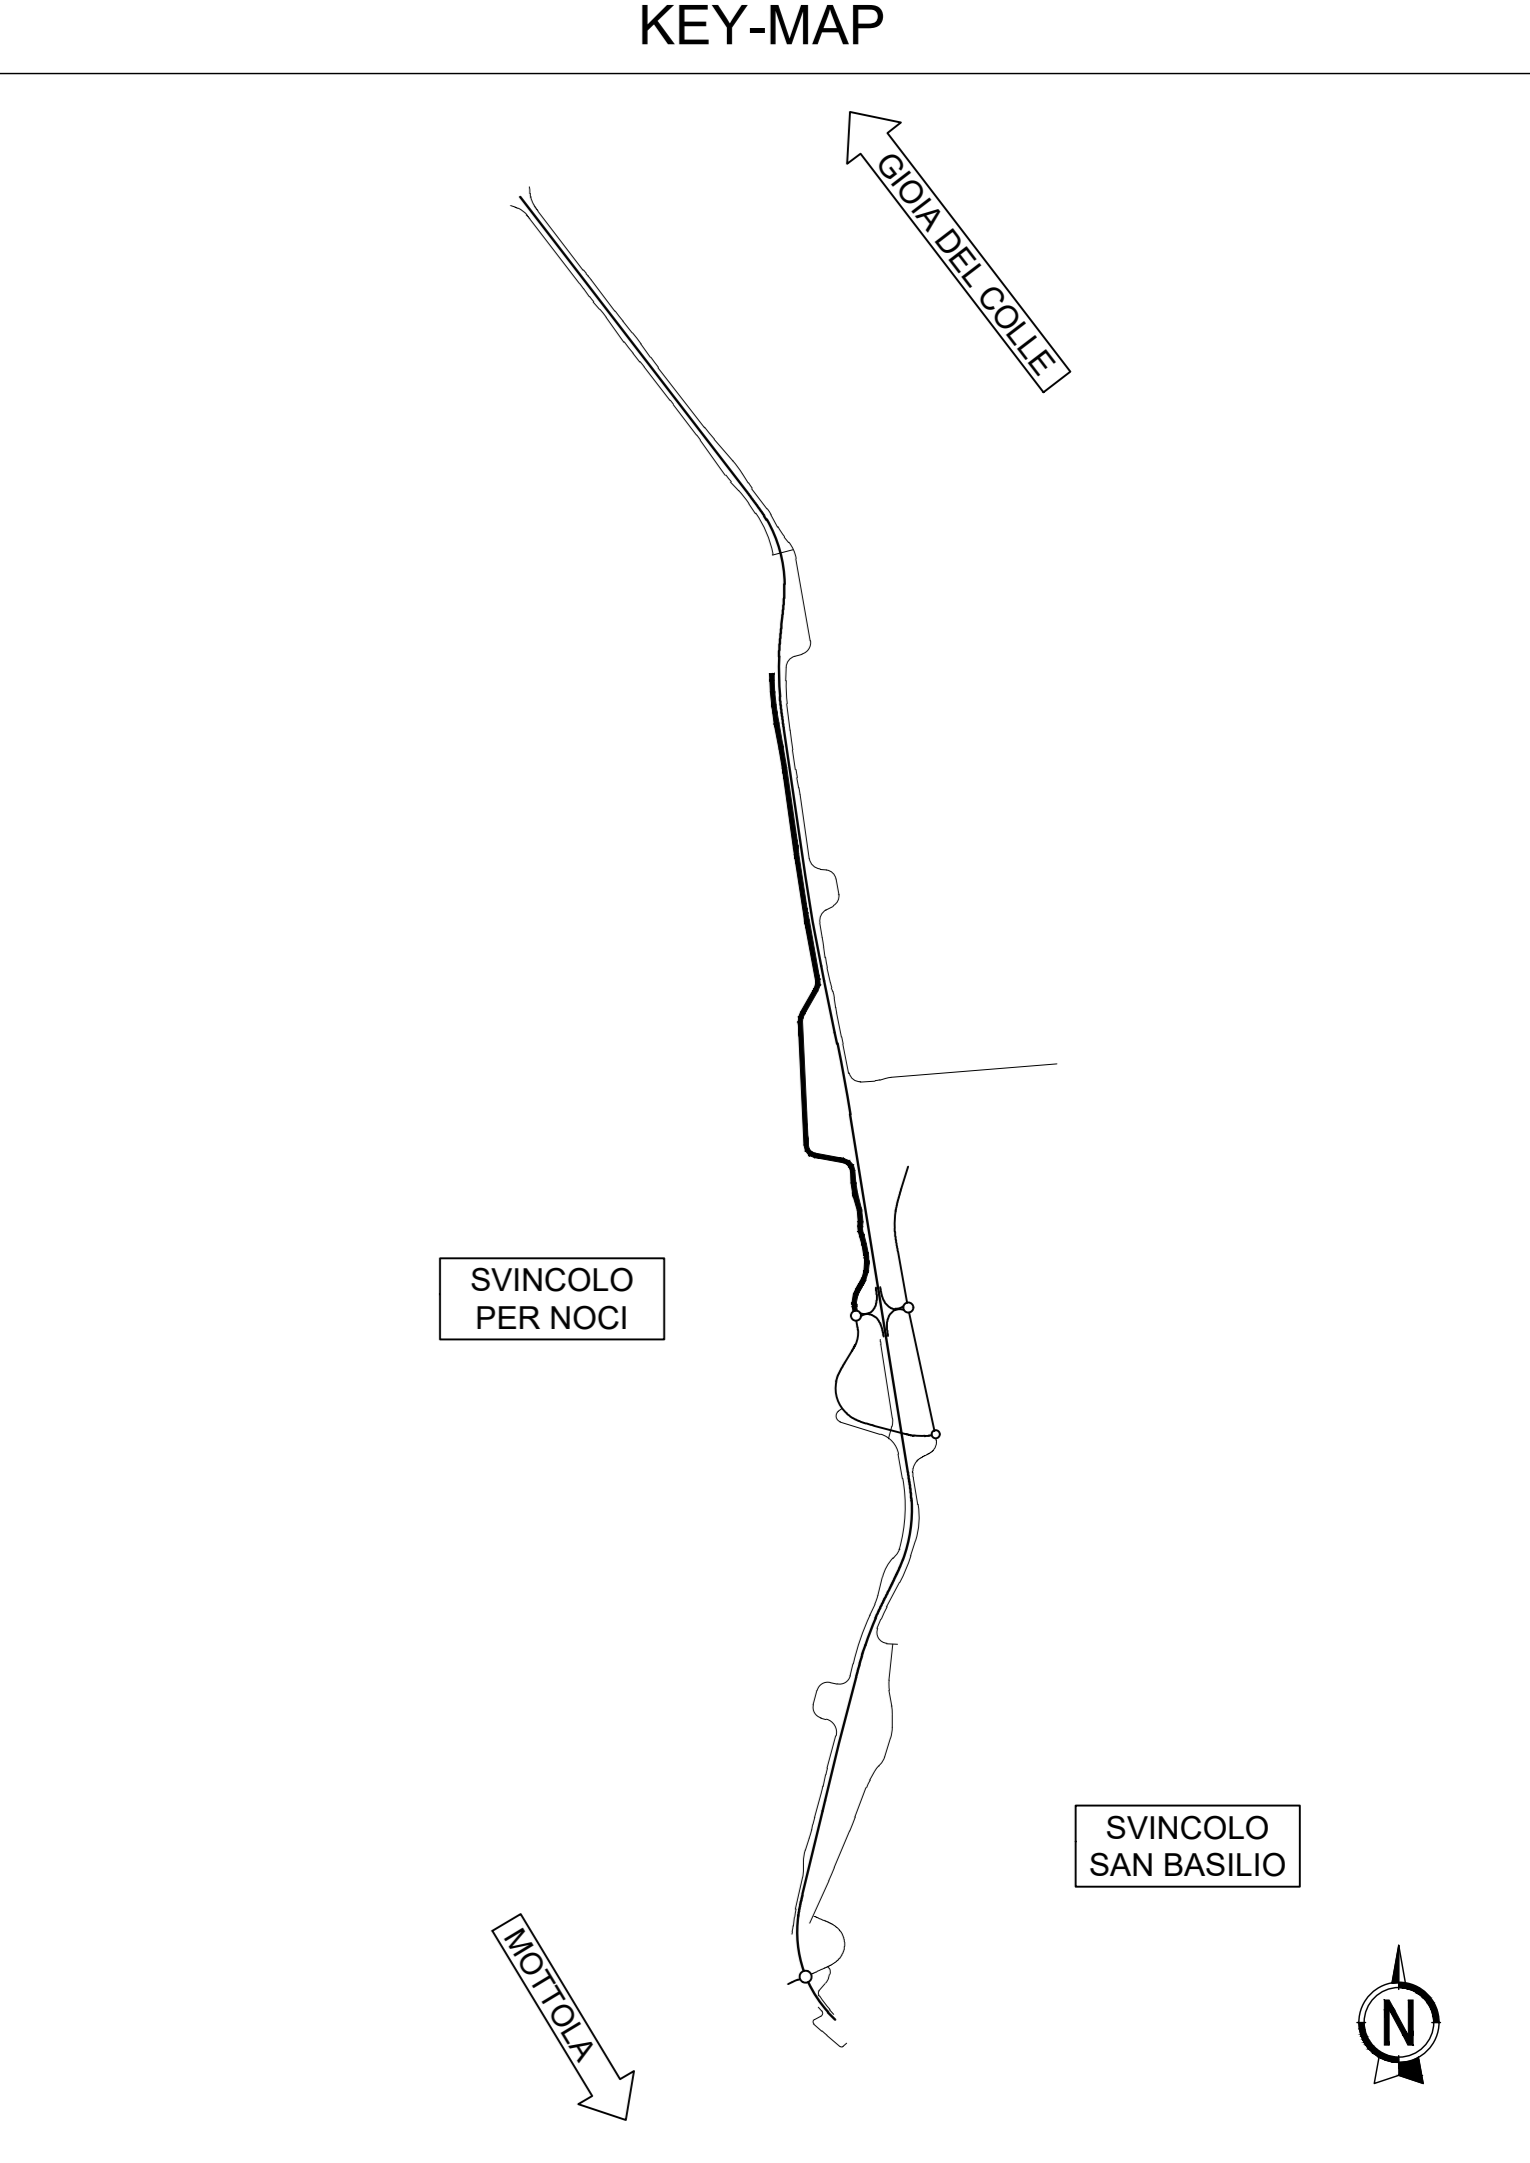 KEY-MAP
GIOIA DEL COLLE
SVINCOLO
PER NOCI
SVINCOLO
SAN BASILIO
MOTTOLA
N